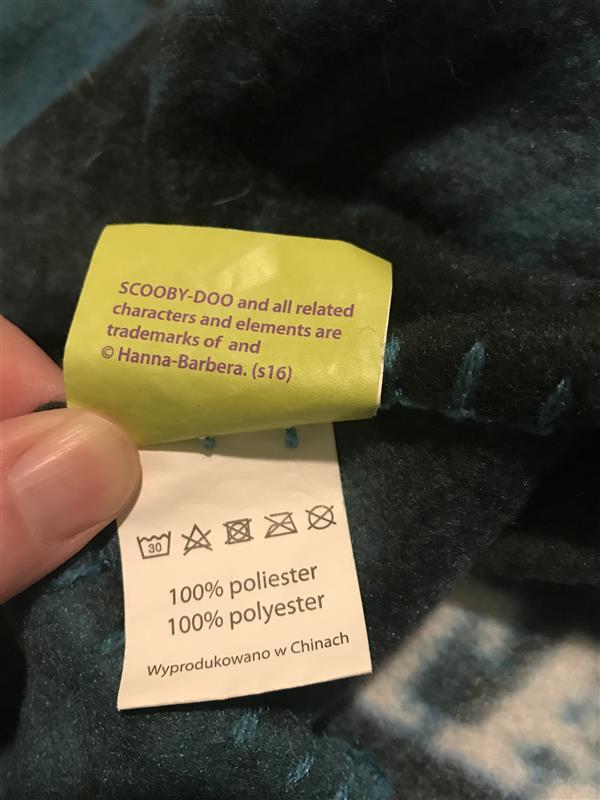 SCOOBY-DOO and all related
characters and elements are
trademarks of and
© Hanna-Barbera. (s16)
30
100% poliester
100% polyester
Wyprodukowano w Chinach